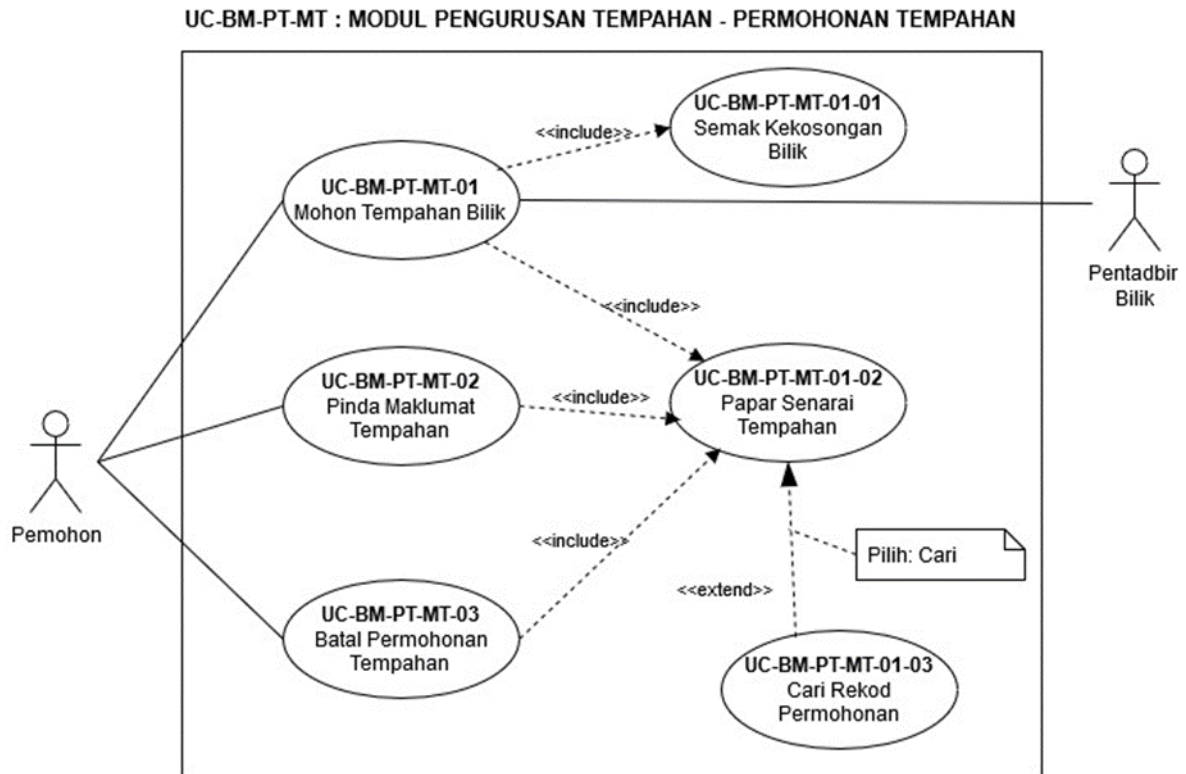 UC-BM-PT-MT : MODUL PENGURUSAN TEMPAHAN - PERMOHONAN TEMPAHAN
UC-BM-PT-MT-01-01
Semak Kekosongan
Bilik
<<include>>
UC-BM-PT-MT-01
Mohon Tempahan Bilik
Pentadbir
Bilik
<<include>>
UC-BM-PT-MT-02
Pinda Maklumat
Tempahan
<<include>>
UC-BM-PT-MT-01-02
Papar Senarai
Tempahan
Pemohon
<<include>>
Pilih: Cari
<<extend>>
UC-BM-PT-MT-03
Batal Permohonan
Tempahan
UC-BM-PT-MT-01-03
Cari Rekod
Permohonan